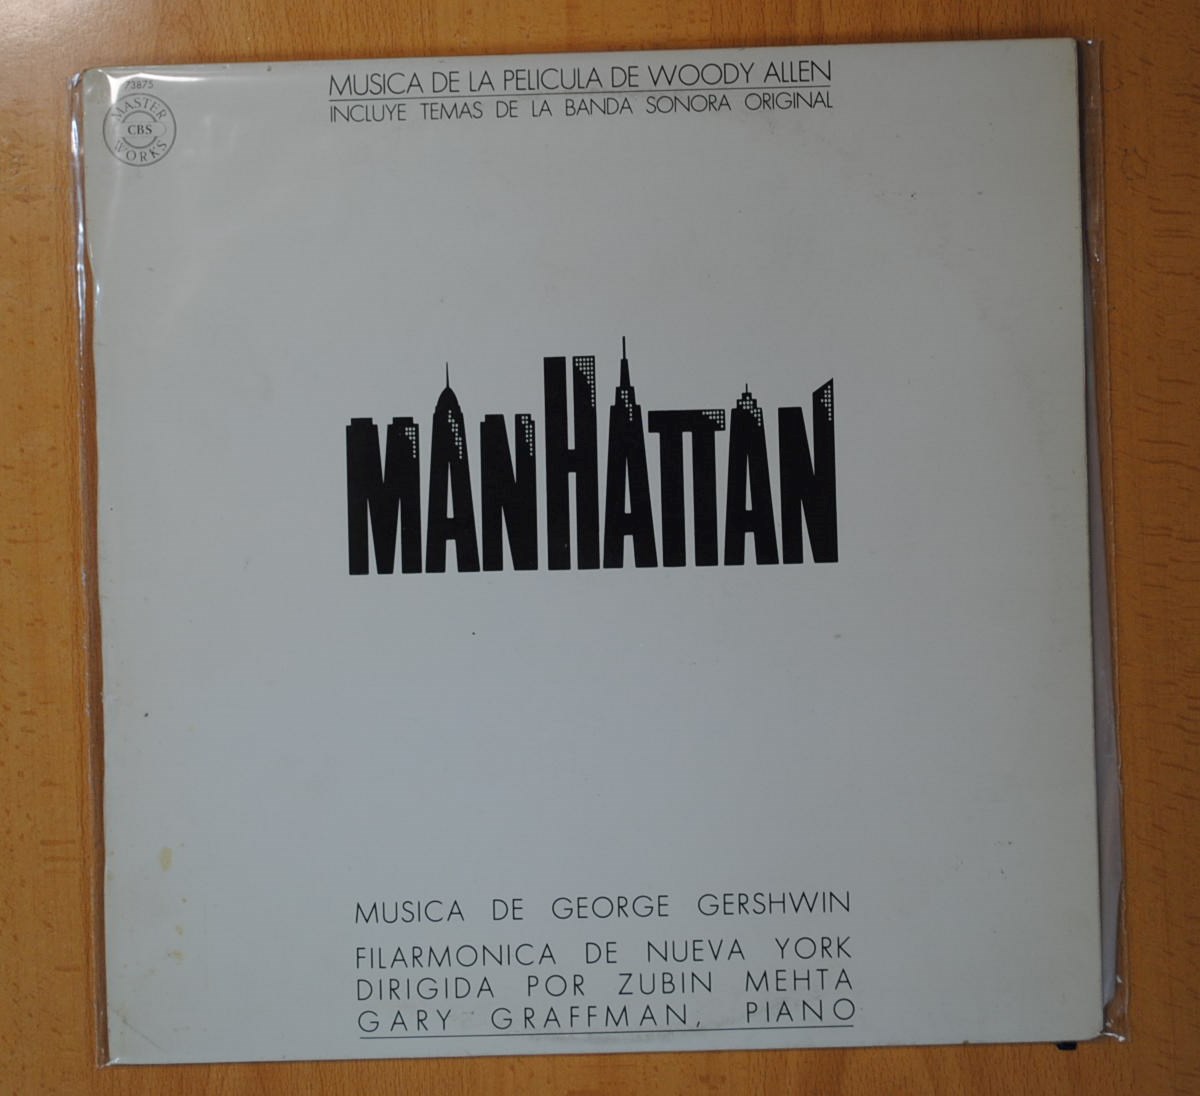 73875
MASTER
CBS
WORKS
MUSICA DE LA PELICULA DE WOODY ALLEN
INCLUYE TEMAS DE LA BANDA SONORA ORIGINAL
MANHATTAN
MUSICA DE GEORGE GERSHWIN
FILARMONICA DE NUEVA YORK
DIRIGIDA POR ZUBIN MEHTA
GARY GRAFFMAN, PIANO